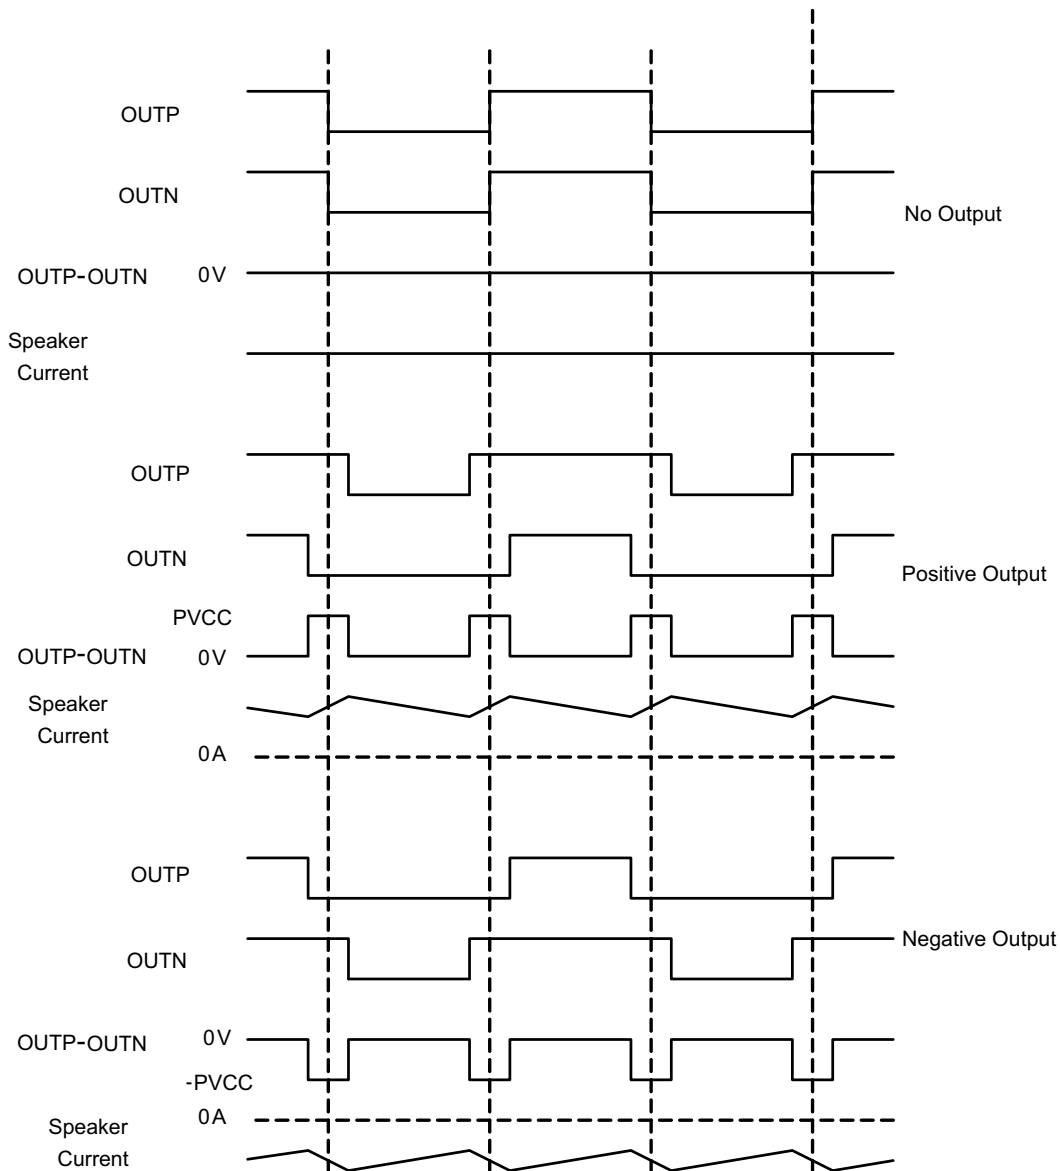 OUTP
OUTN
No Output
OUTP-OUTN 0V
Speaker
Current
OUTP
OUTN
Positive Output
PVCC
OUTP-OUTN 0V
Speaker
Current
0A
OUTP
OUTN
Negative Output
OUTP-OUTN 0V
-PVCC
0A
Speaker
Current